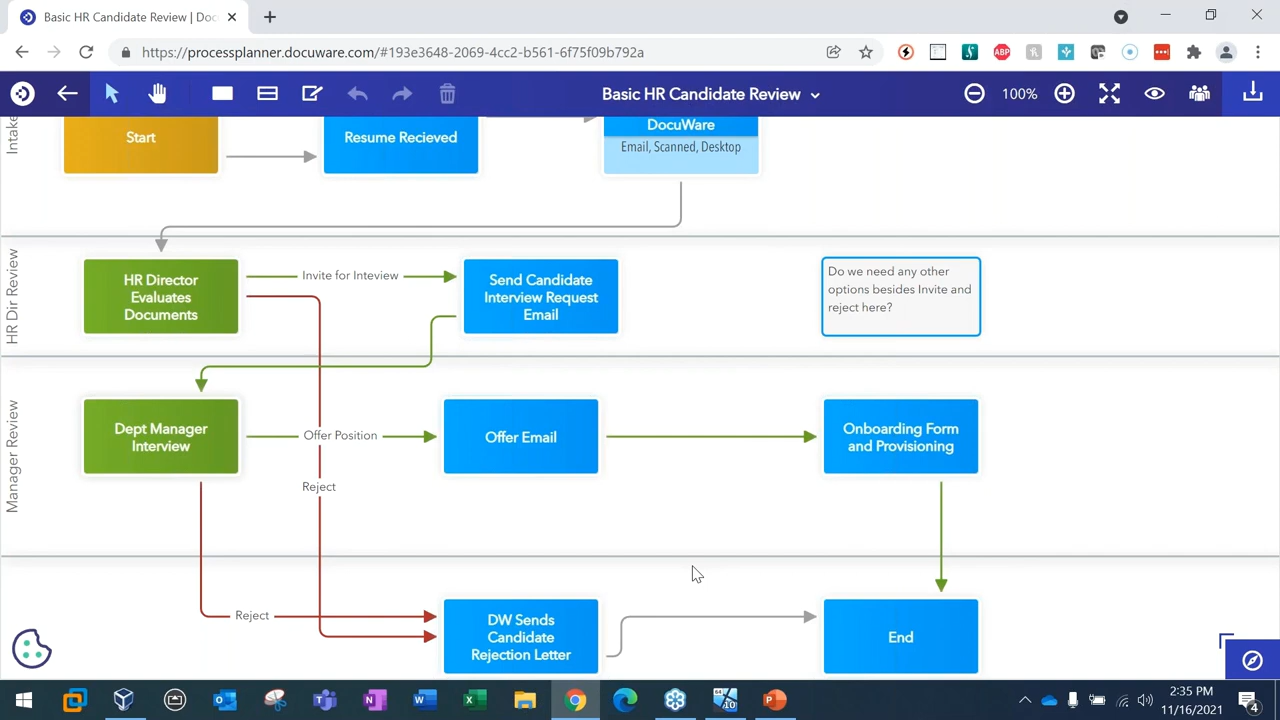 Basic HR Candidate Review | Doc
https://processplanner.docuware.com/#193e3648-2069-4cc2-b561-6f75f09b792a
ABP
Basic HR Candidate Review
100%
Intake
Start
Resume Recieved
DocuWare
Email, Scanned, Desktop
HR Dir Review
HR Director
Evaluates
Documents
Invite for Inteview
Send Candidate
Interview Request
Email
Do we need any other
options besides Invite and
reject here?
Manager Review
Dept Manager
Interview
Offer Position
Offer Email
Onboarding Form
and Provisioning
Reject
Reject
DW Sends
Candidate
Rejection Letter
End
2:35 PM
11/16/2021
4